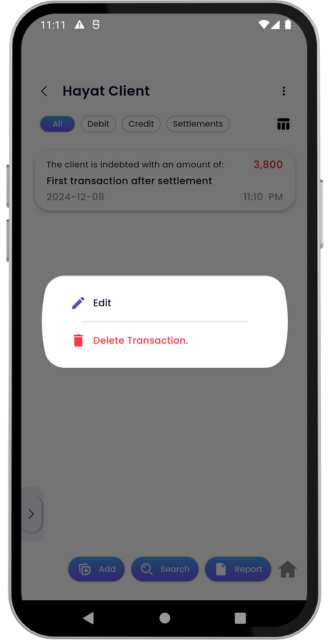 11:11
Hayat Client
All Debit Credit Settlements
The client is indebted with an amount of: 3,800
First transaction after settlement
2024-12-08 11:10 PM
Edit
Delete Transaction.
Add Search Report